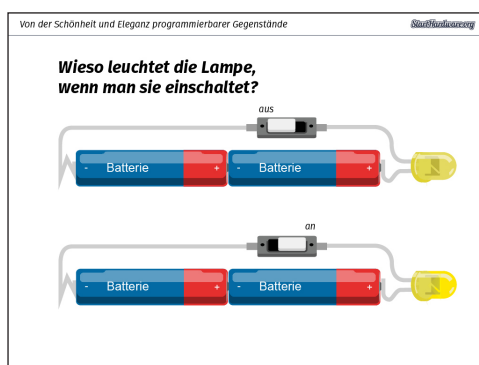 Von der Schönheit und Eleganz programmierbarer Gegenstände
StartHardware.org
Wieso leuchtet die Lampe,
wenn man sie einschaltet?
aus
- Batterie + - Batterie +
an
- Batterie + - Batterie +